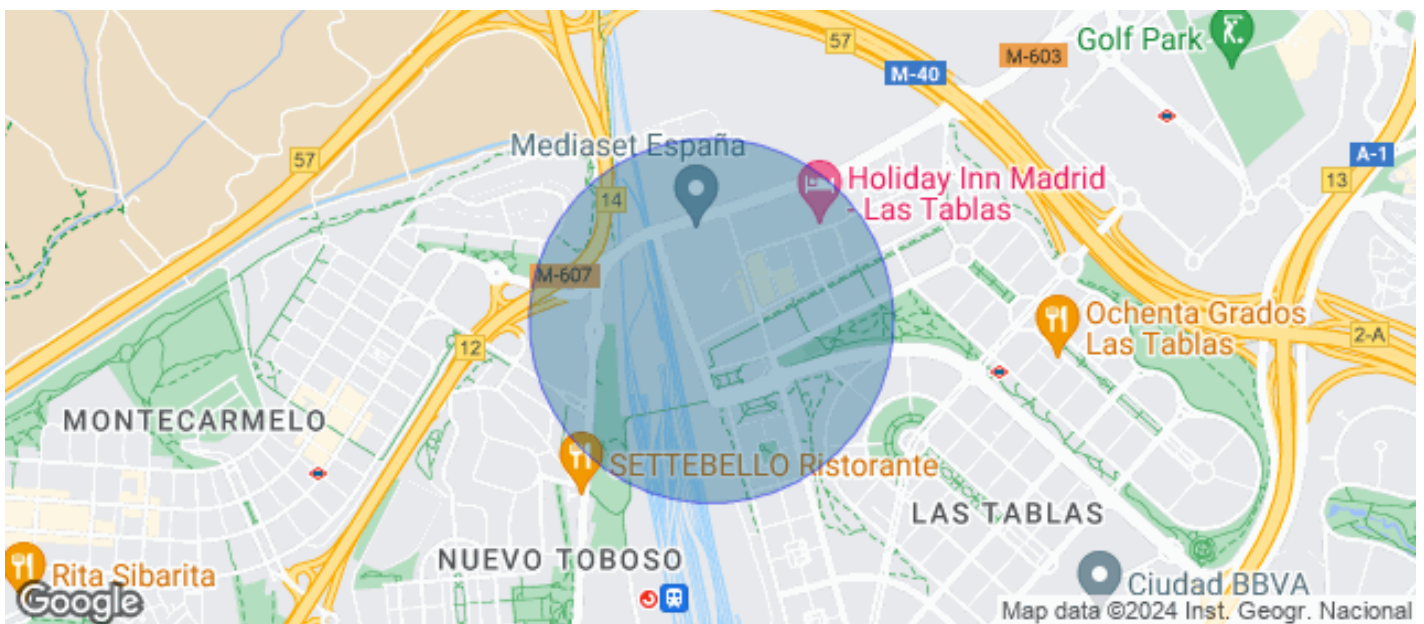 57
M-603
Golf Park
M-40
Mediaset España
57
A-1
Holiday Inn Madrid
- Las Tablas
13
14
M-607
Ochenta Grados
Las Tablas
2-A
12
MONTECARMELO
SETTEBELLO Ristorante
LAS TABLAS
NUEVO TOBOSO
Rita Sibarita
Ciudad BBVA
Google
Map data ©2024 Inst. Geogr. Nacional